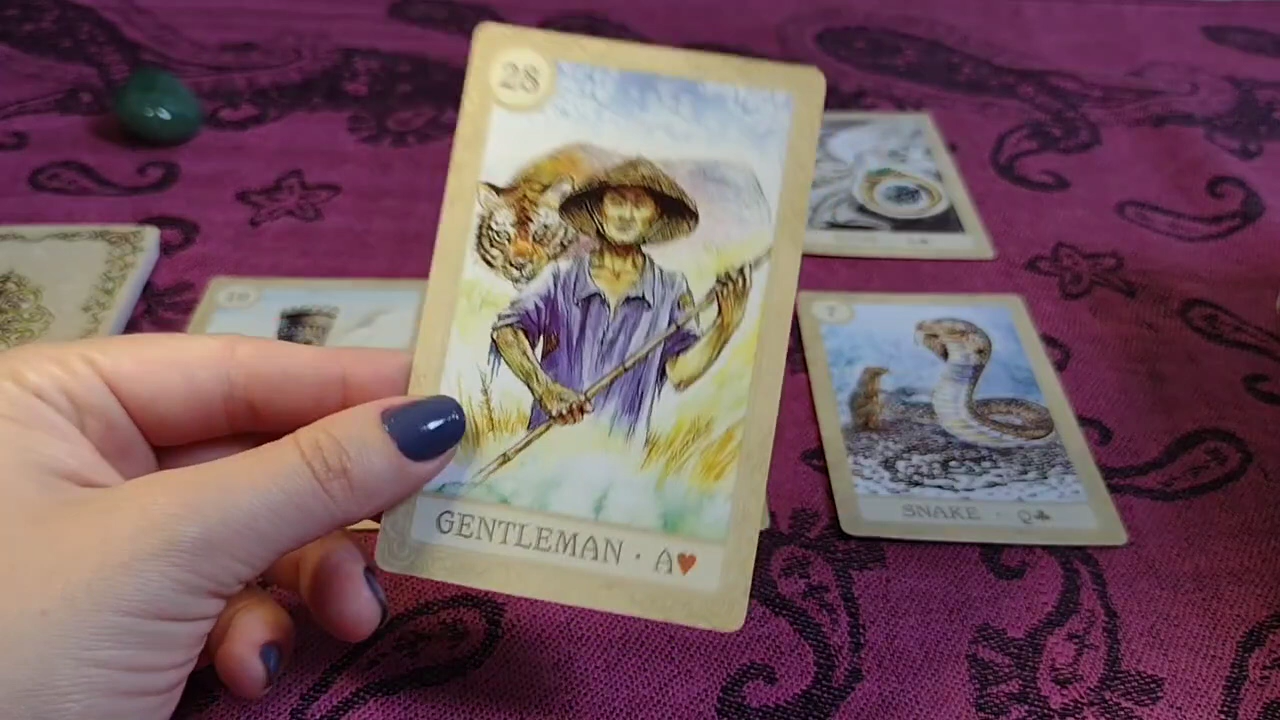 28
GENTLEMAN · A♥
7
SNAKE · Q♣